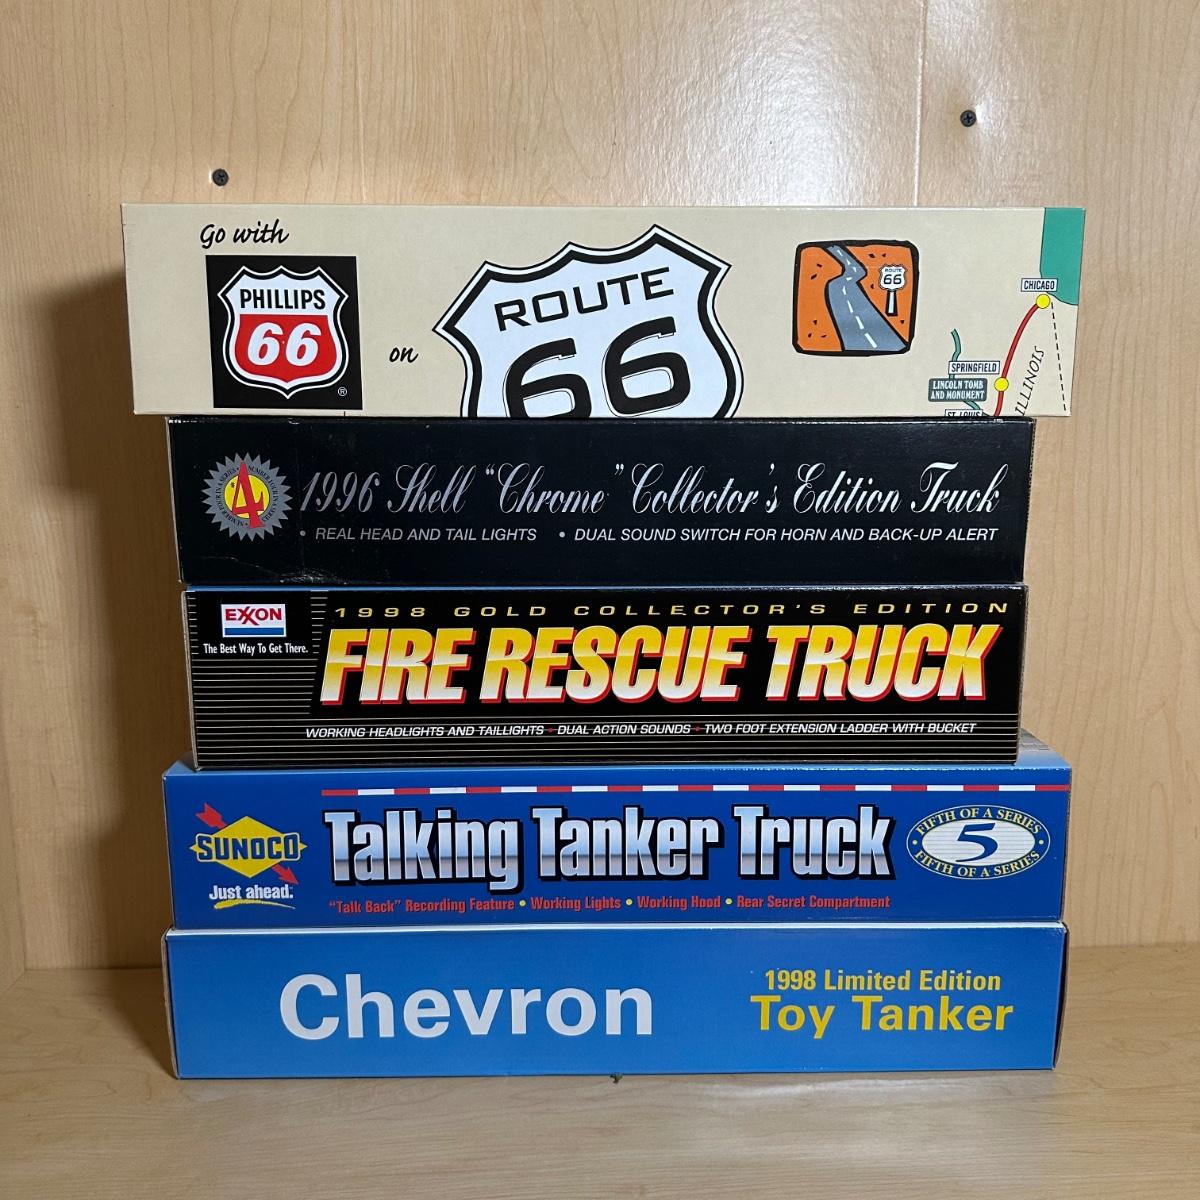 Go with
PHILLIPS
66
®
on
ROUTE
66
ROUTE
66
CHICAGO
SPRINGFIELD
LINCOLN TOMB
AND MONUMENT
ILLINOIS
ST. LOUIS
#4
1996 Shell "Chrome" Collector's Edition Truck
• REAL HEAD AND TAIL LIGHTS • DUAL SOUND SWITCH FOR HORN AND BACK-UP ALERT
EXXON
The Best Way To Get There.
1998 GOLD COLLECTOR'S EDITION
FIRE RESCUE TRUCK
WORKING HEADLIGHTS AND TAILLIGHTS • DUAL ACTION SOUNDS • TWO FOOT EXTENSION LADDER WITH BUCKET
SUNOCO
Just ahead.
Talking Tanker Truck
"Talk Back" Recording Feature • Working Lights • Working Hood • Rear Secret Compartment
FIFTH OF A SERIES
5
FIFTH OF A SERIES
Chevron
1998 Limited Edition
Toy Tanker